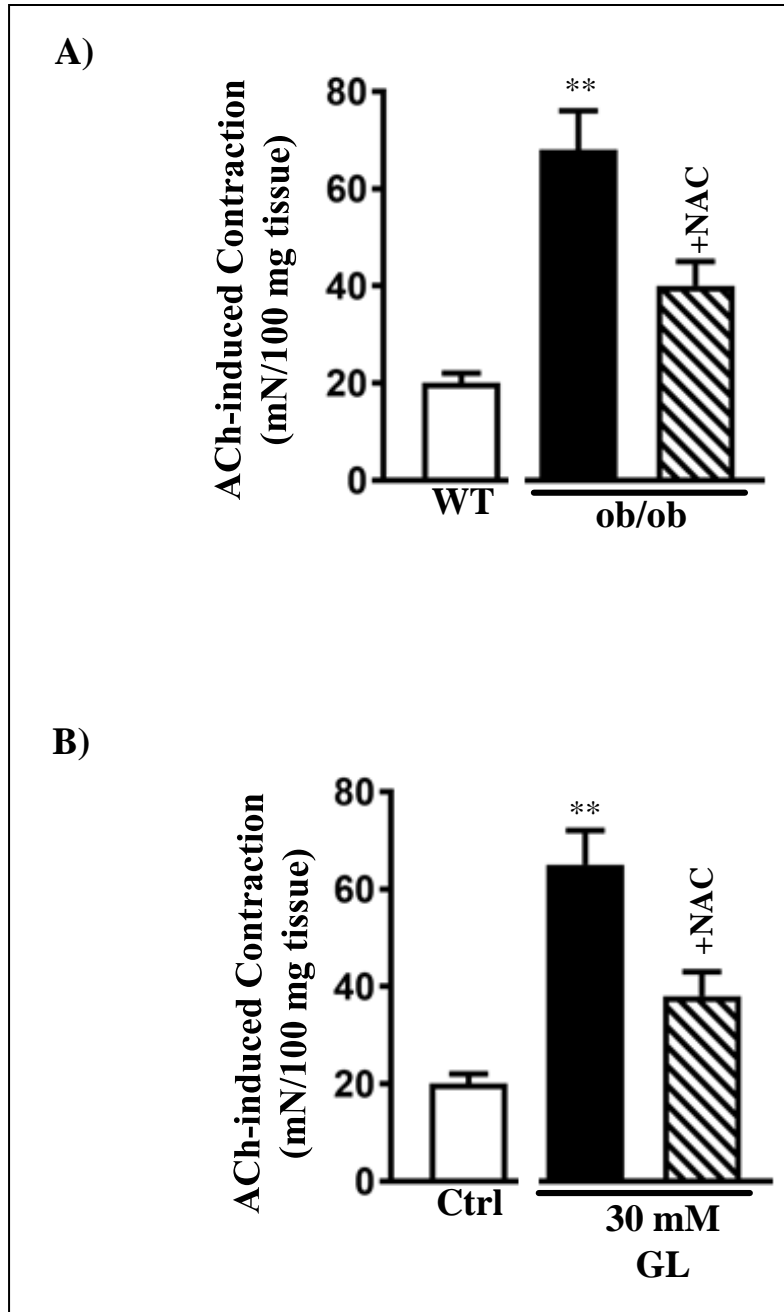 A)
ACh-induced Contraction
(mN/100 mg tissue)
80
60
40
20
0
**
+NAC
WT
ob/ob
B)
ACh-induced Contraction
(mN/100 mg tissue)
80
60
40
20
0
**
+NAC
Ctrl
30 mM
GL